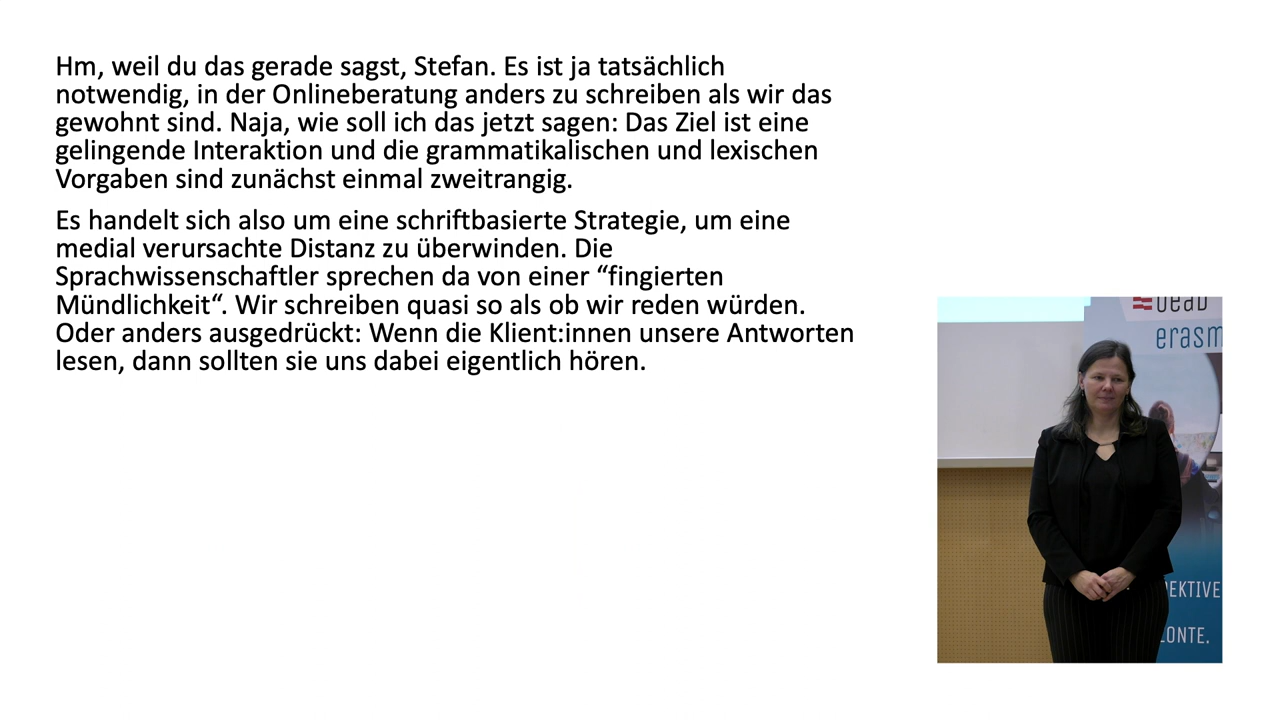 Hm, weil du das gerade sagst, Stefan. Es ist ja tatsächlich
notwendig, in der Onlineberatung anders zu schreiben als wir das
gewohnt sind. Naja, wie soll ich das jetzt sagen: Das Ziel ist eine
gelingende Interaktion und die grammatikalischen und lexischen
Vorgaben sind zunächst einmal zweitrangig.
Es handelt sich also um eine schriftbasierte Strategie, um eine
medial verursachte Distanz zu überwinden. Die
Sprachwissenschaftler sprechen da von einer “fingierten
Mündlichkeit“. Wir schreiben quasi so als ob wir reden würden.
Oder anders ausgedrückt: Wenn die Klient:innen unsere Antworten
lesen, dann sollten sie uns dabei eigentlich hören.
erasm
EKTIVE
ONTE.